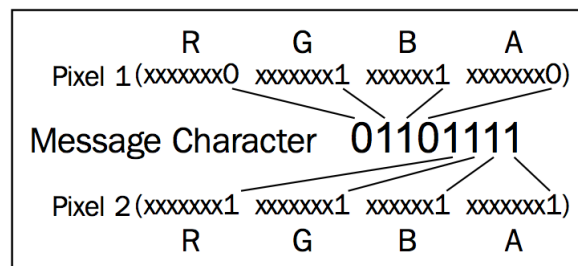 R G B A
Pixel 1(xxxxxxx0 xxxxxxx1 xxxxxx1 xxxxxxx0)
Message Character 01101111
Pixel 2(xxxxxxx1 xxxxxxx1 xxxxxx1 xxxxxxx1)
R G B A